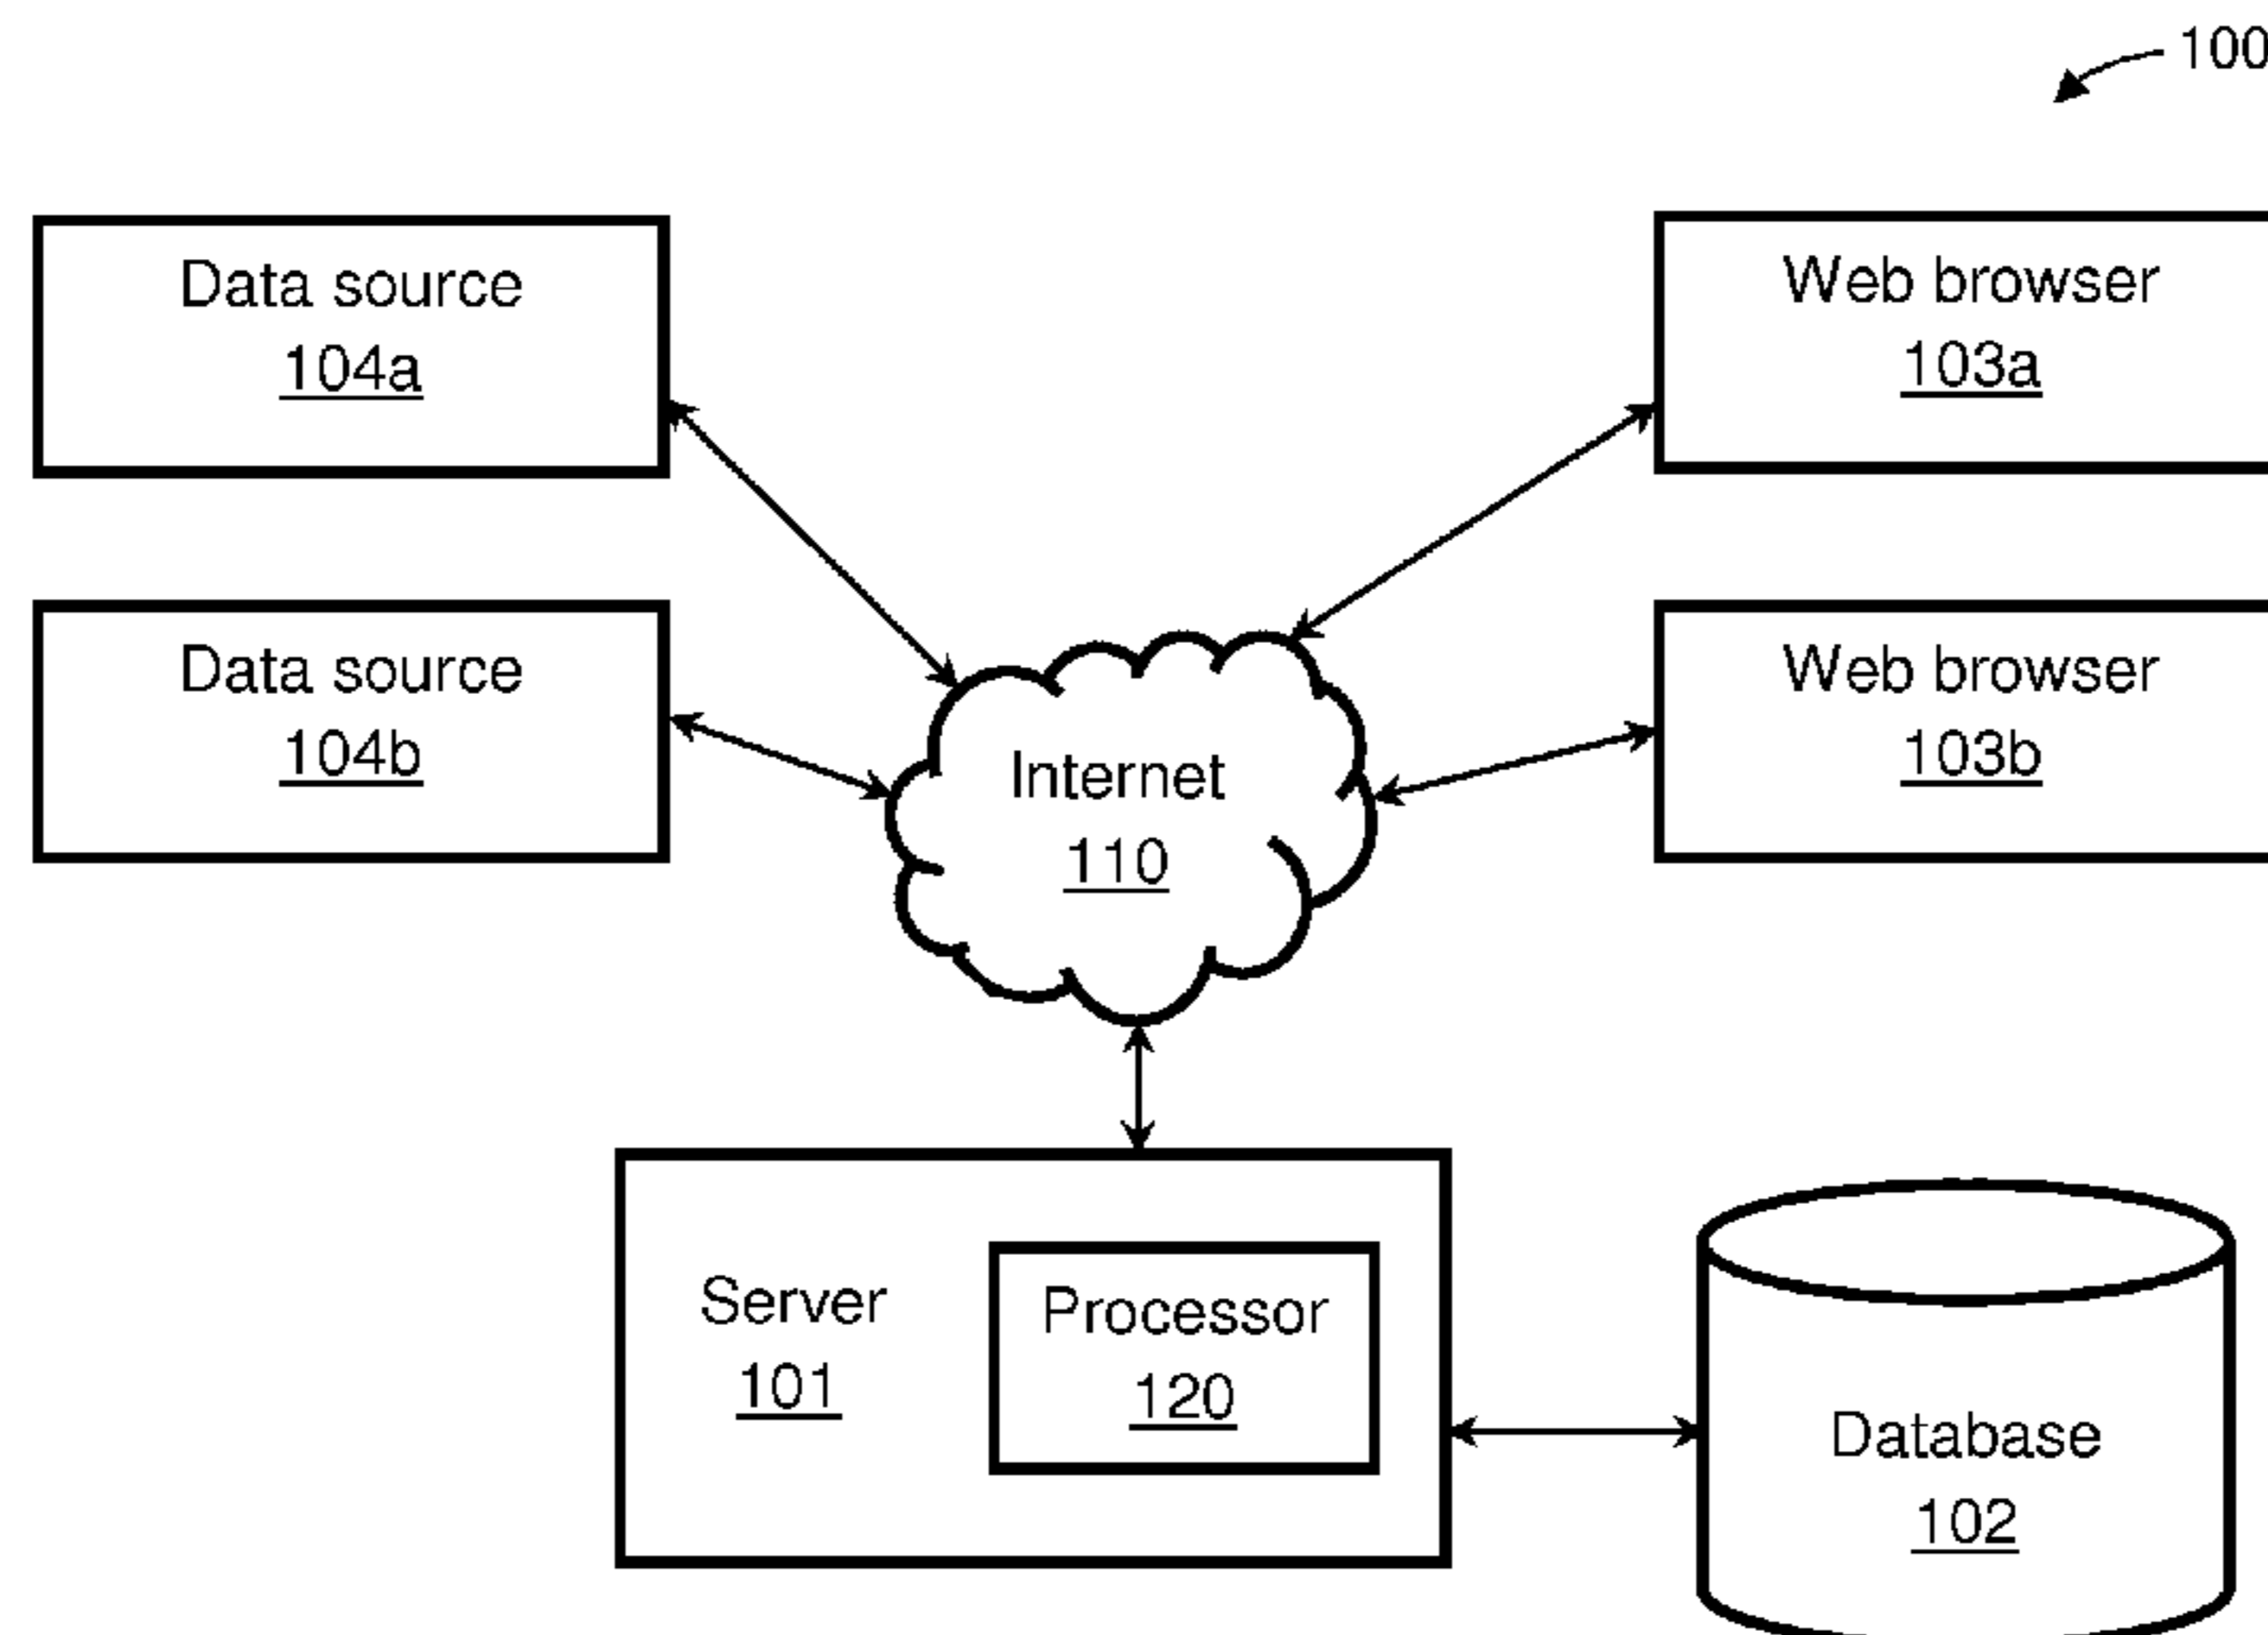 100
Data source
104a
Web browser
103a
Data source
104b
Web browser
103b
Internet
110
Server
101
Processor
120
Database
102